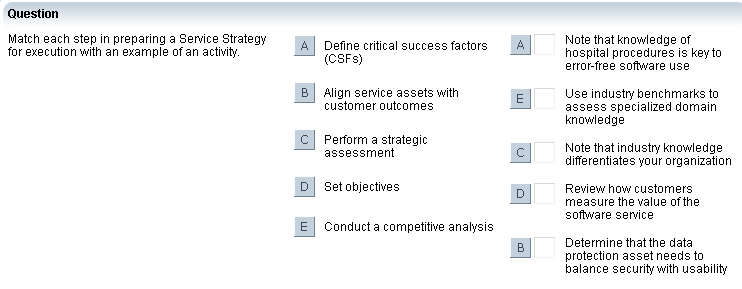 Question
Match each step in preparing a Service Strategy
for execution with an example of an activity.
A Define critical success factors
(CSFs)
B Align service assets with
customer outcomes
C Perform a strategic
assessment
D Set objectives
E Conduct a competitive analysis
A Note that knowledge of
hospital procedures is key to
error-free software use
E Use industry benchmarks to
assess specialized domain
knowledge
C Note that industry knowledge
differentiates your organization
D Review how customers
measure the value of the
software service
B Determine that the data
protection asset needs to
balance security with usability